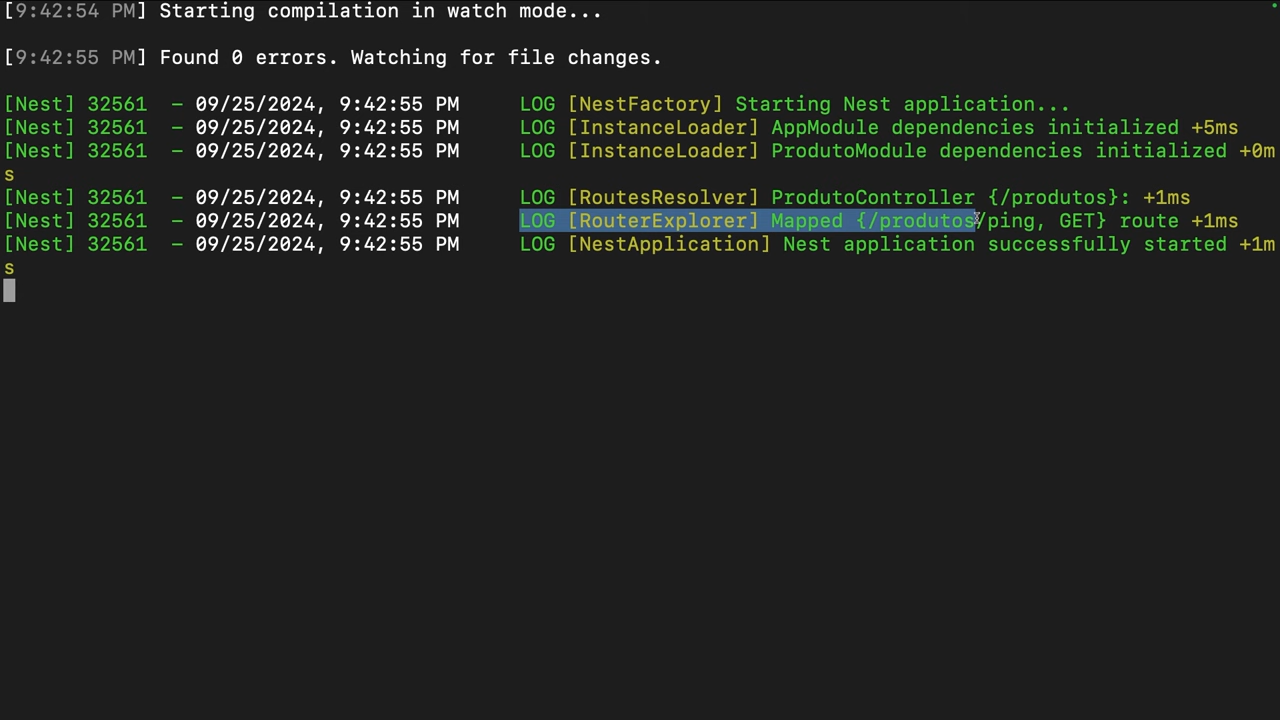 [9:42:54 PM] Starting compilation in watch mode...
[9:42:55 PM] Found 0 errors. Watching for file changes.
[Nest] 32561  - 09/25/2024, 9:42:55 PM     LOG [NestFactory] Starting Nest application...
[Nest] 32561  - 09/25/2024, 9:42:55 PM     LOG [InstanceLoader] AppModule dependencies initialized +5ms
[Nest] 32561  - 09/25/2024, 9:42:55 PM     LOG [InstanceLoader] ProdutoModule dependencies initialized +0m
s
[Nest] 32561  - 09/25/2024, 9:42:55 PM     LOG [RoutesResolver] ProdutoController {/produtos}: +1ms
[Nest] 32561  - 09/25/2024, 9:42:55 PM     LOG [RouterExplorer] Mapped {/produtos/ping, GET} route +1ms
[Nest] 32561  - 09/25/2024, 9:42:55 PM     LOG [NestApplication] Nest application successfully started +1m
s